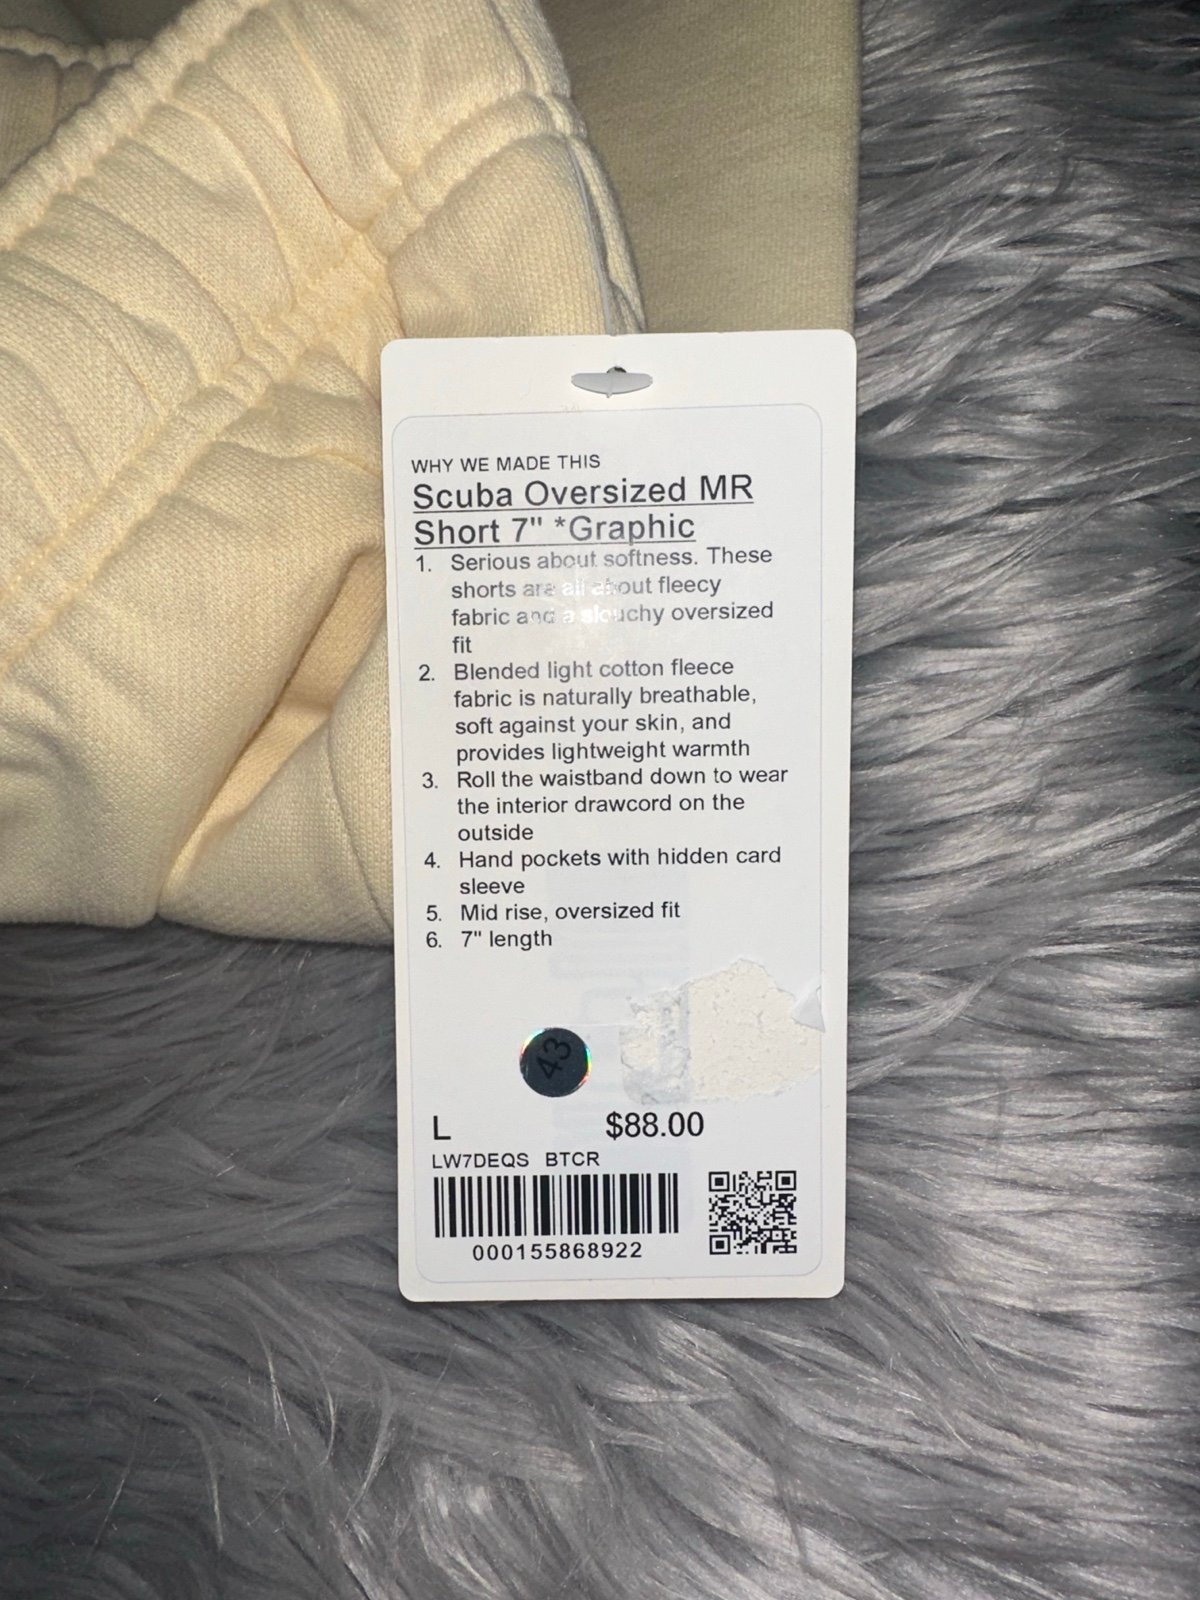 WHY WE MADE THIS
Scuba Oversized MR
Short 7" *Graphic
1. Serious about softness. These
shorts are all about fleecy
fabric and a slouchy oversized
fit
2. Blended light cotton fleece
fabric is naturally breathable,
soft against your skin, and
provides lightweight warmth
3. Roll the waistband down to wear
the interior drawcord on the
outside
4. Hand pockets with hidden card
sleeve
5. Mid rise, oversized fit
6. 7" length
43
L $88.00
LW7DEQS BTCR
000155868922